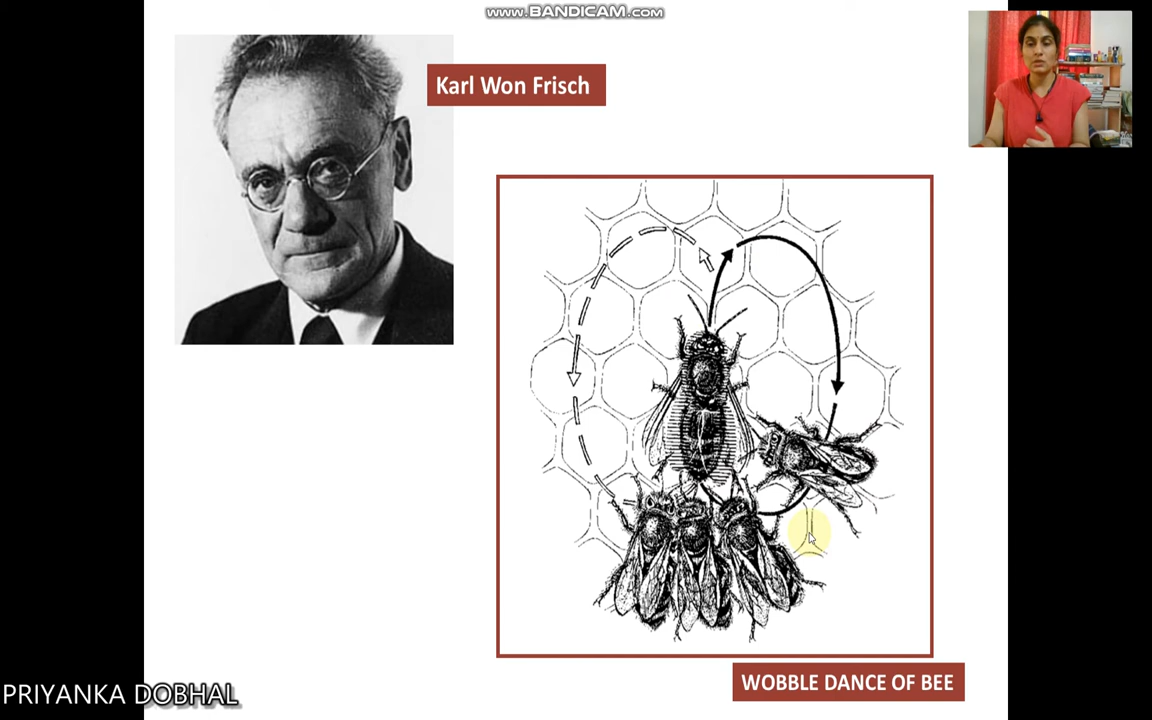 www.BANDICAM.com
Karl Won Frisch
WOBBLE DANCE OF BEE
PRIYANKA DOBHAL